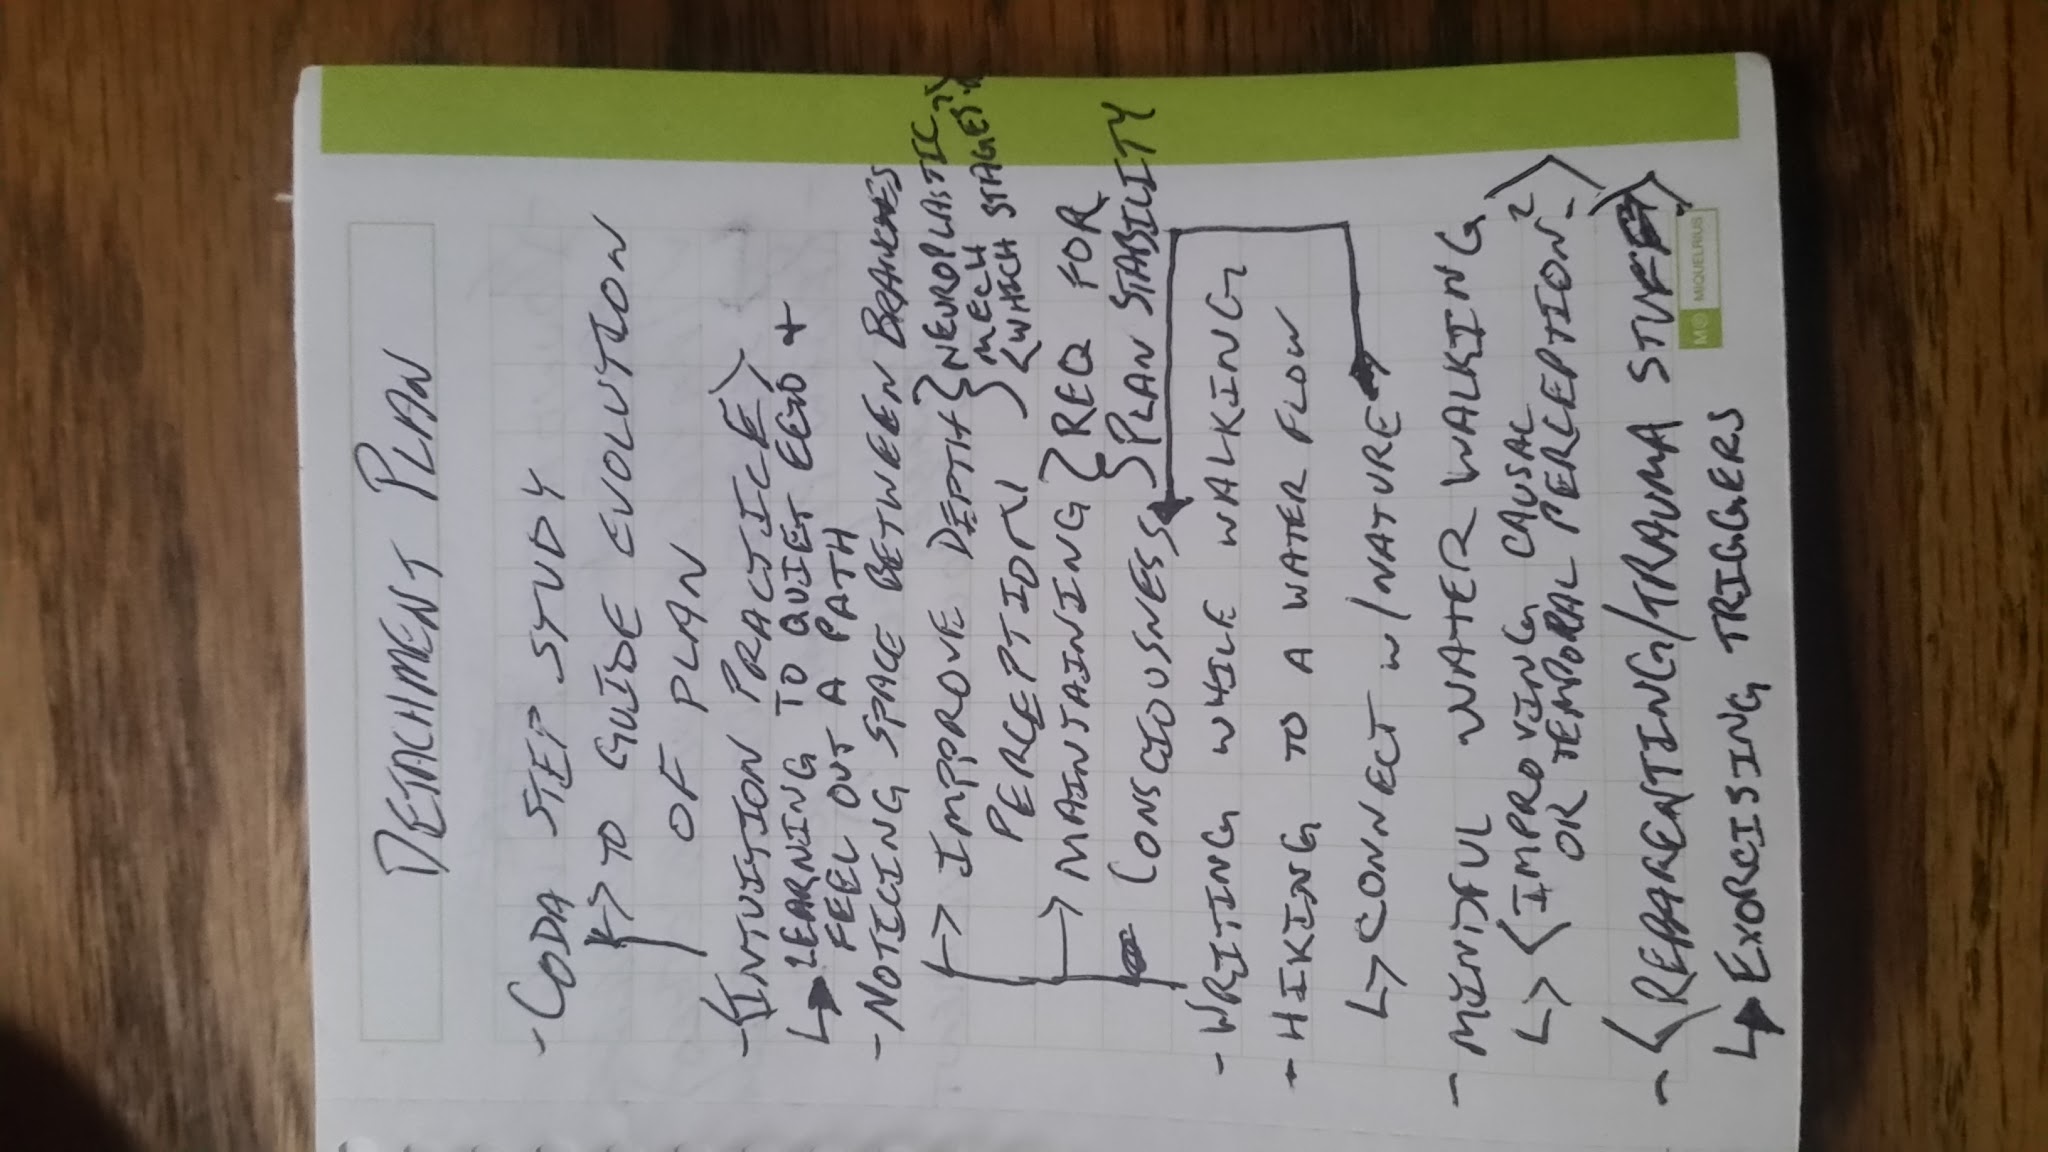 DETACHMENT PLAN
- CODA STEP STUDY
↳> TO GUIDE EVOLUTION
OF PLAN
- <INTUITION PRACTICE>
↳ LEARNING TO QUIET EGO +
FEEL OUT A PATH
- NOTICING SPACE BETWEEN BRANCHES
→ IMPPROVE DEPTH } NEUROPLASTIC
PERCEPTION } MECH
<WHICH STAGE?>
→ MAINTAINING } REQ FOR
CONSCIOUSNESS } PLAN STABILITY
- WRITING WHILE WALKING
- HIKING TO A WATER FLOW
↳ CONNECT W/NATURE
- MINDFUL WATER WALKING
↳ <IMPROVING CAUSAL
OR TEMPORAL PERCEPTION?>
- <REPARENTING/TRAUMA STUFF>
↳ EXORCISING TRIGGERS
M MIQUELRIUS